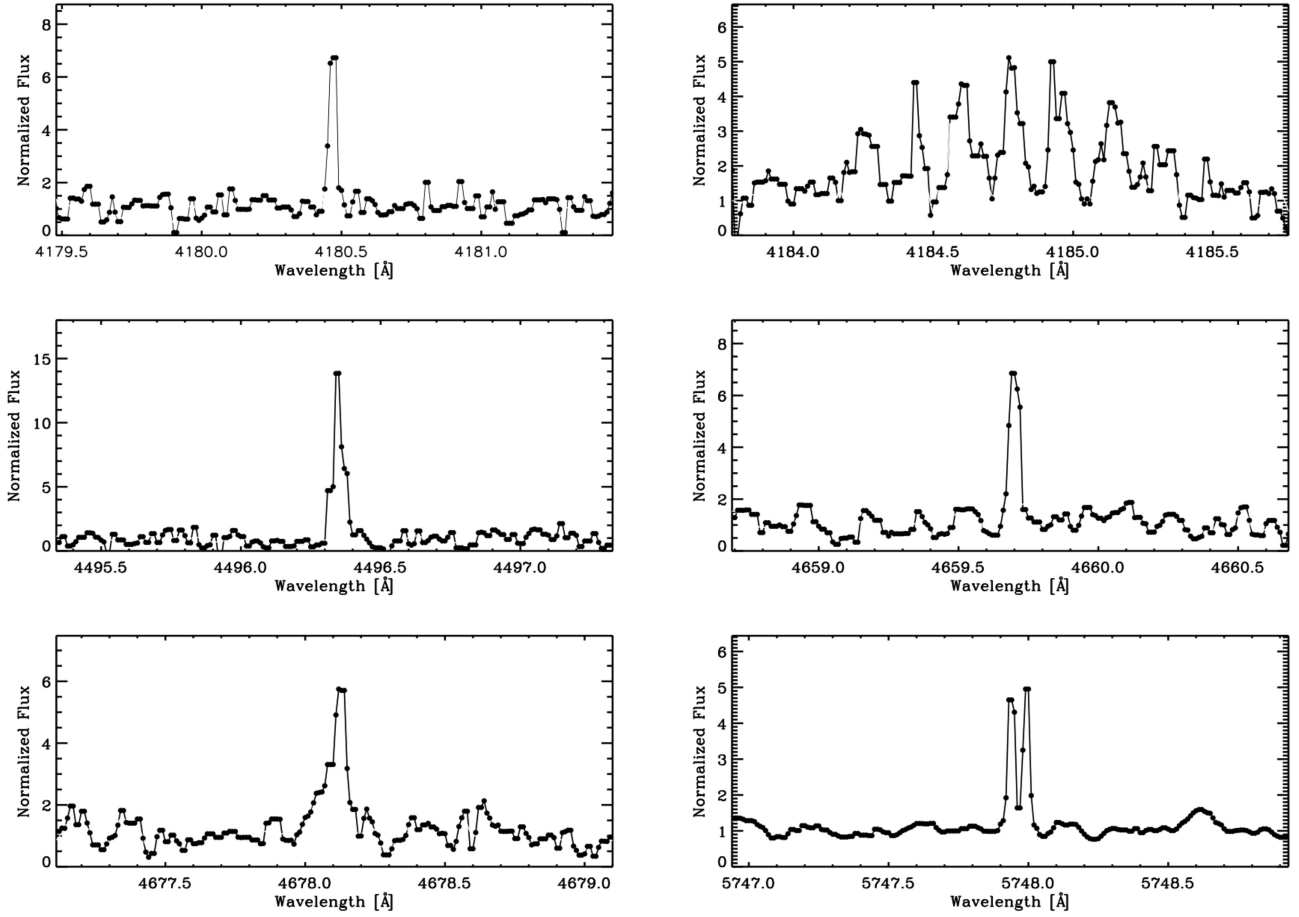 Normalized Flux
8
6
4
2
0
4179.5 4180.0 4180.5 4181.0
Wavelength [Å]
Normalized Flux
6
5
4
3
2
1
0
4184.0 4184.5 4185.0 4185.5
Wavelength [Å]
Normalized Flux
15
10
5
0
4495.5 4496.0 4496.5 4497.0
Wavelength [Å]
Normalized Flux
8
6
4
2
0
4659.0 4659.5 4660.0 4660.5
Wavelength [Å]
Normalized Flux
6
4
2
0
4677.5 4678.0 4678.5 4679.0
Wavelength [Å]
Normalized Flux
6
5
4
3
2
1
0
5747.0 5747.5 5748.0 5748.5
Wavelength [Å]